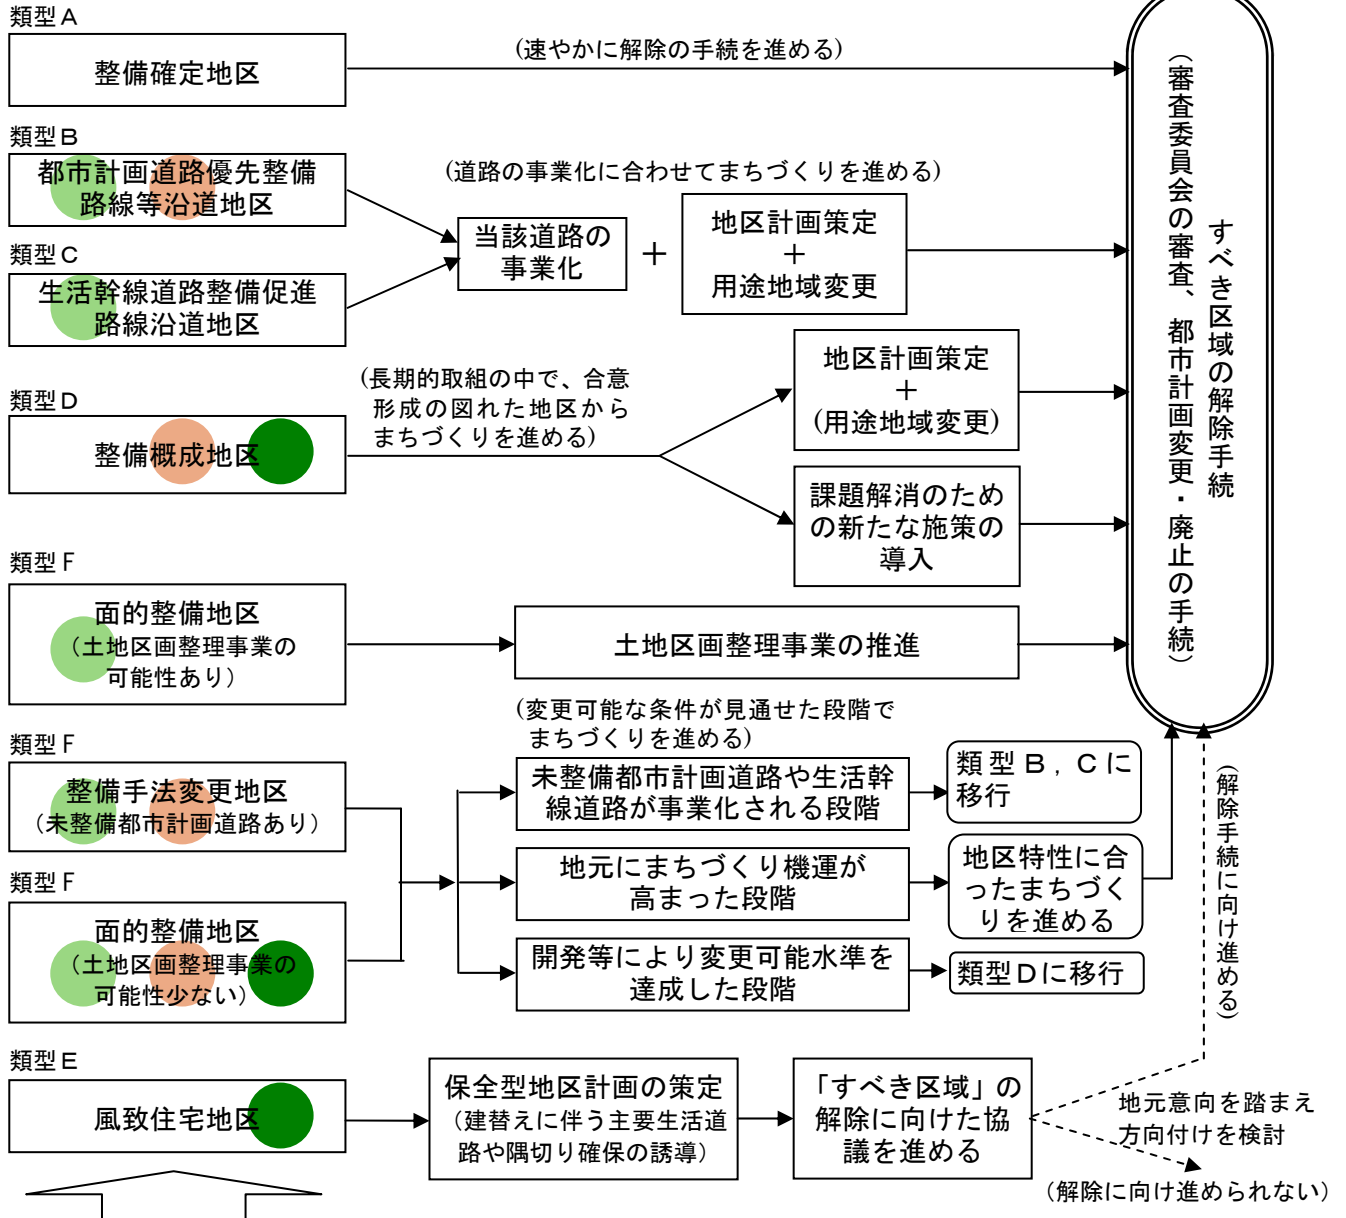 類型Ａ
整備確定地区
(速やかに解除の手続を進める)
類型Ｂ
都市計画道路優先整備
路線等沿道地区
(道路の事業化に合わせてまちづくりを進める)
類型Ｃ
生活幹線道路整備促進
路線沿道地区
当該道路の
事業化
＋
地区計画策定
＋
用途地域変更
類型Ｄ
整備概成地区
(長期的取組の中で、合意
形成の図れた地区から
まちづくりを進める)
地区計画策定
＋
(用途地域変更)
課題解消のため
の新たな施策の
導入
類型Ｆ
面的整備地区
（土地区画整理事業の
可能性あり）
土地区画整理事業の推進
類型Ｆ
整備手法変更地区
（未整備都市計画道路あり）
類型Ｆ
面的整備地区
（土地区画整理事業の
可能性少ない）
(変更可能な条件が見通せた段階で
まちづくりを進める)
未整備都市計画道路や生活幹
線道路が事業化される段階
類型Ｂ，Ｃに
移行
地元にまちづくり機運が
高まった段階
地区特性に合
ったまちづく
りを進める
開発等により変更可能水準を
達成した段階
類型Ｄに移行
類型Ｅ
風致住宅地区
保全型地区計画の策定
（建替えに伴う主要生活道
路や隅切り確保の誘導）
「すべき区域」の
解除に向けた協
議を進める
地元意向を踏まえ
方向付けを検討
（解除に向け進められない）
（解除手続に向け進める）
すべき区域の解除手続
（審査委員会の審査、都市計画変更・廃止の手続）